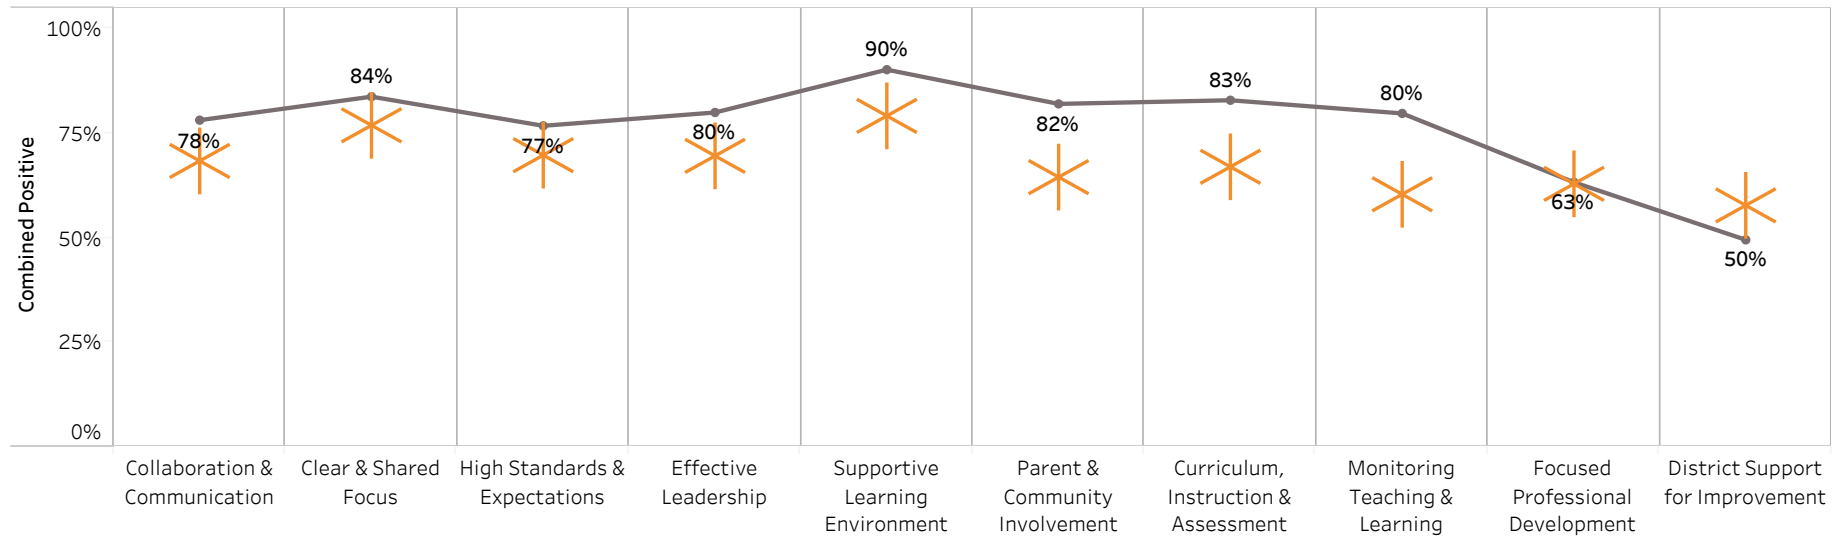 100%
75%
50%
25%
0%
Combined Positive
78%
84%
77%
80%
90%
82%
83%
80%
63%
50%
Collaboration &
Communication
Clear & Shared
Focus
High Standards &
Expectations
Effective
Leadership
Supportive
Learning
Environment
Parent &
Community
Involvement
Curriculum,
Instruction &
Assessment
Monitoring
Teaching &
Learning
Focused
Professional
Development
District Support
for Improvement